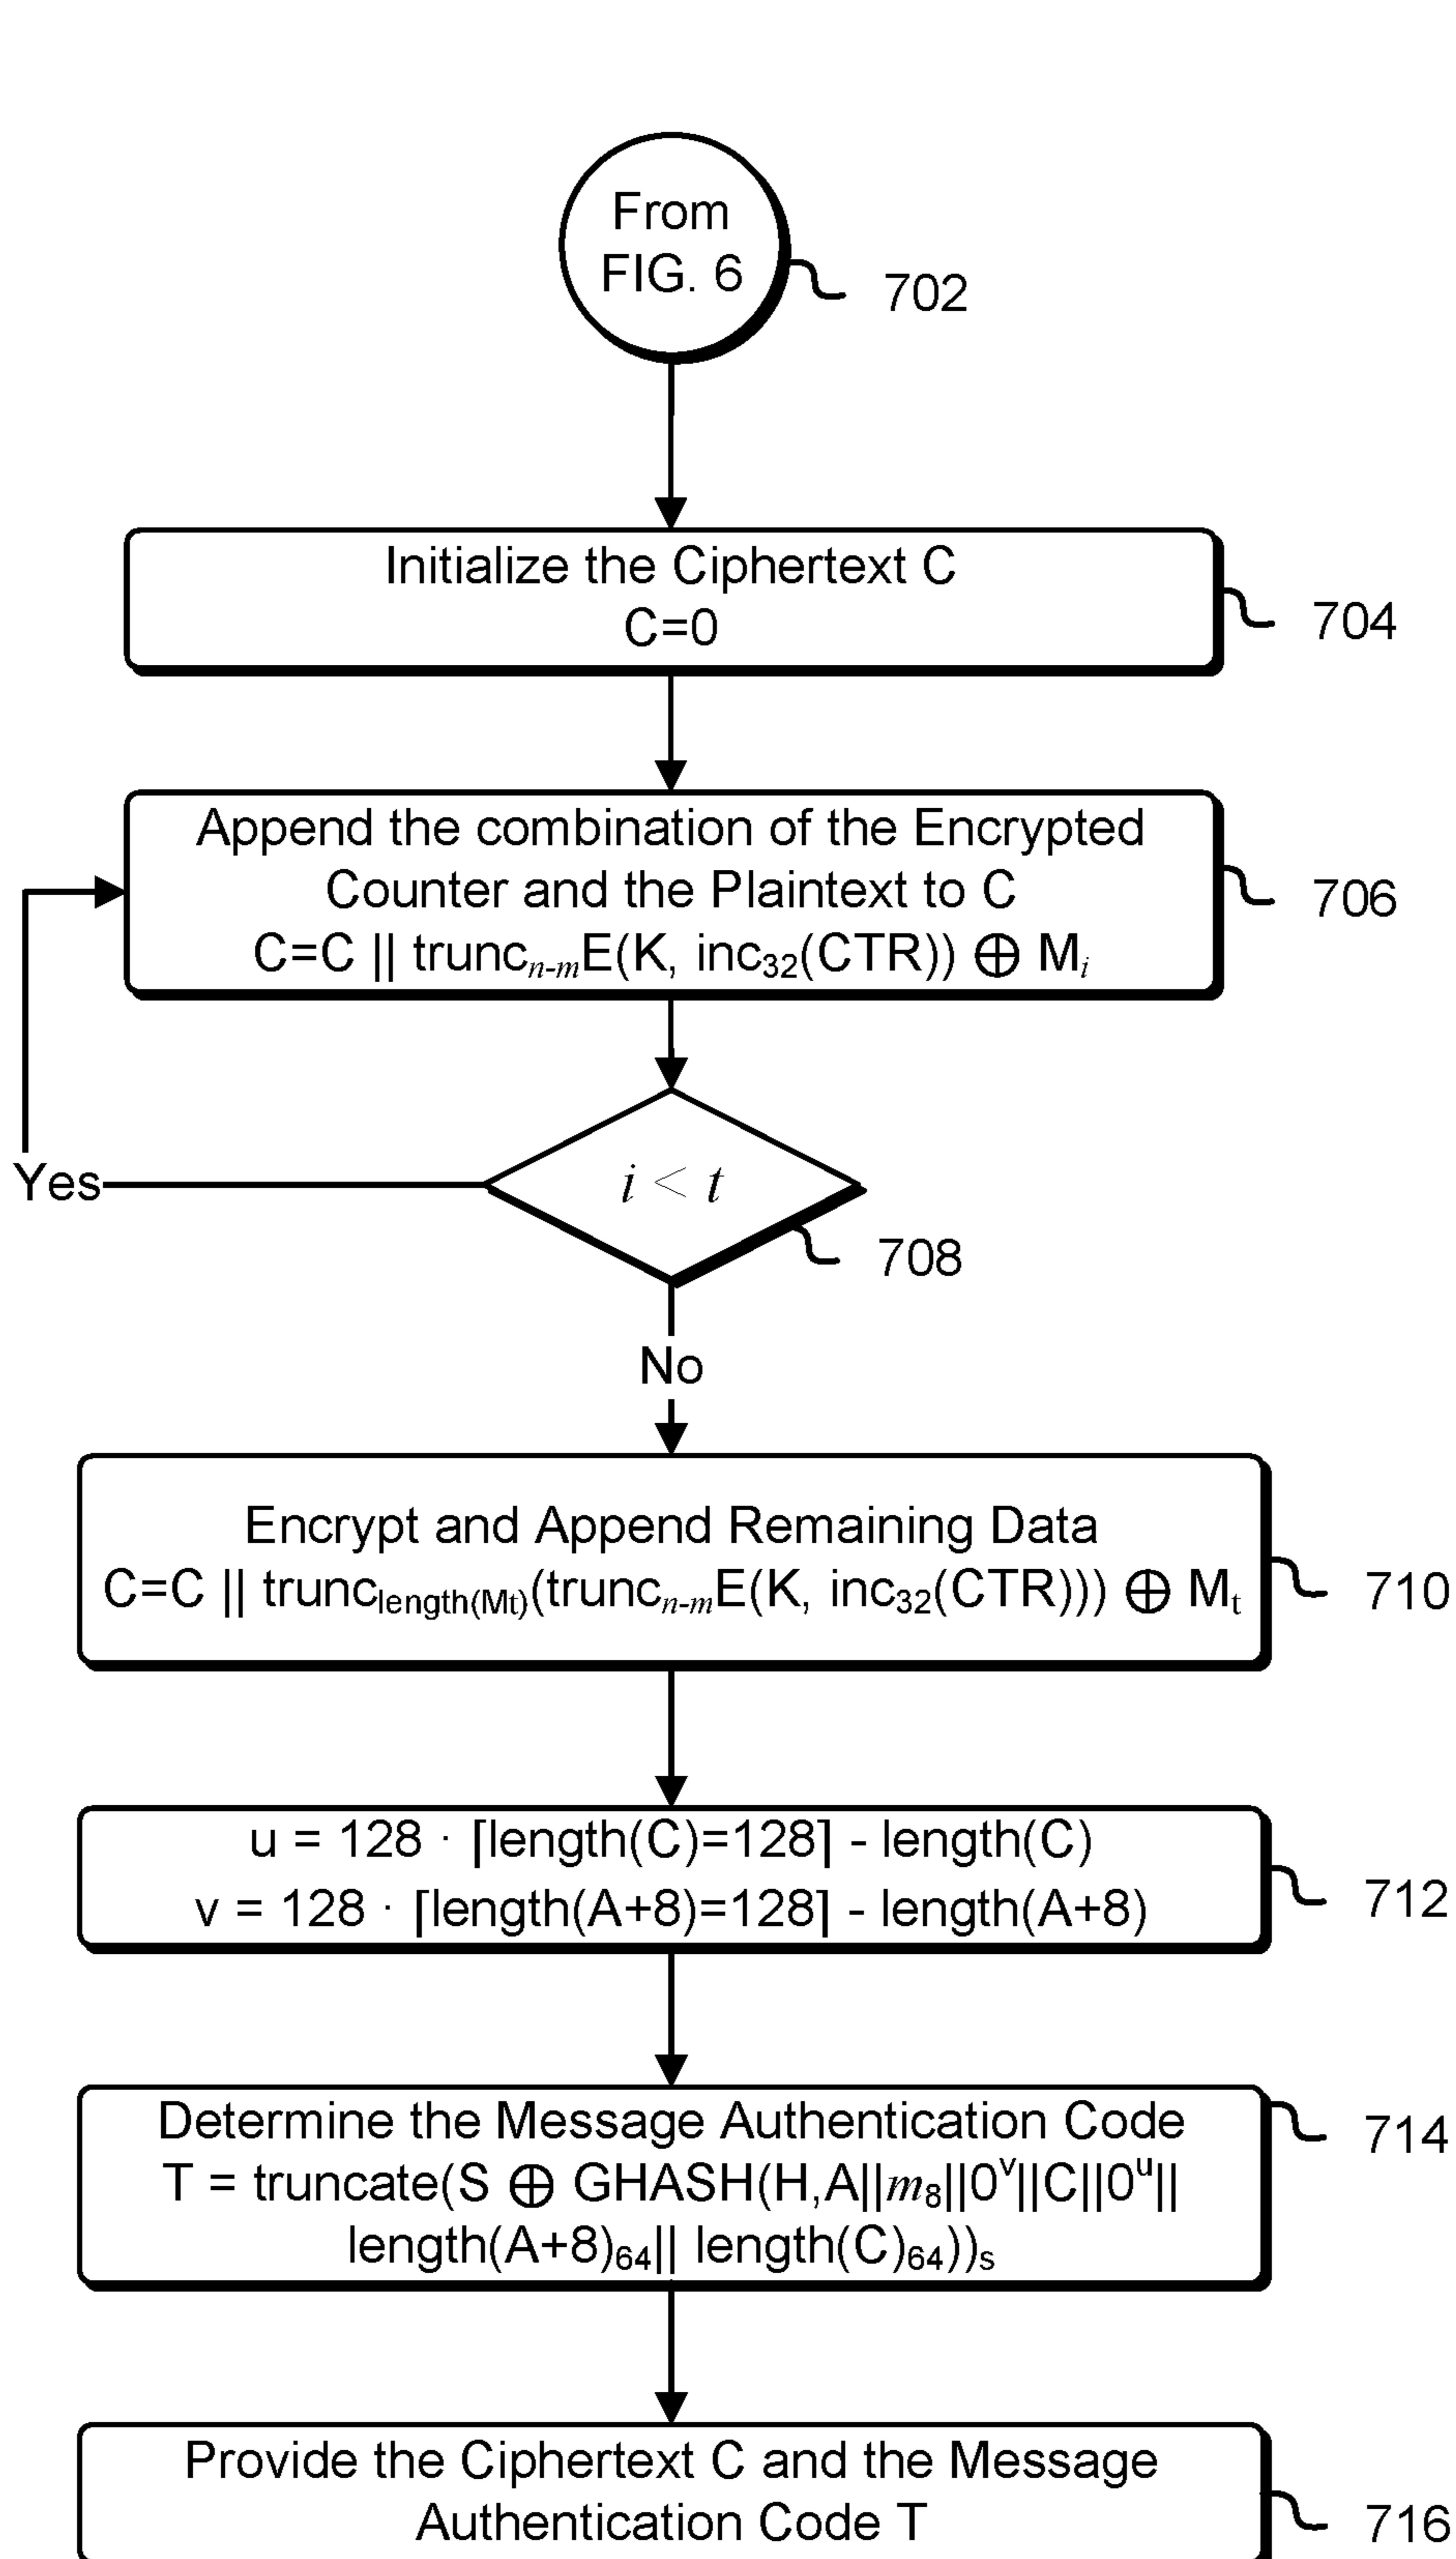 From
FIG. 6
702
Initialize the Ciphertext C
C=0
704
Append the combination of the Encrypted
Counter and the Plaintext to C
C=C || truncₙ₋ₘE(K, inc₃₂(CTR)) ⊕ Mᵢ
706
i < t
Yes
708
No
Encrypt and Append Remaining Data
C=C || trunc_length(Mt)(truncₙ₋ₘE(K, inc₃₂(CTR))) ⊕ Mₜ
710
u = 128 · ⌈length(C)=128⌉ - length(C)
v = 128 · ⌈length(A+8)=128⌉ - length(A+8)
712
Determine the Message Authentication Code
T = truncate(S ⊕ GHASH(H,A||m₈||0ᵛ||C||0ᵘ||
length(A+8)₆₄|| length(C)₆₄))ₛ
714
Provide the Ciphertext C and the Message
Authentication Code T
716